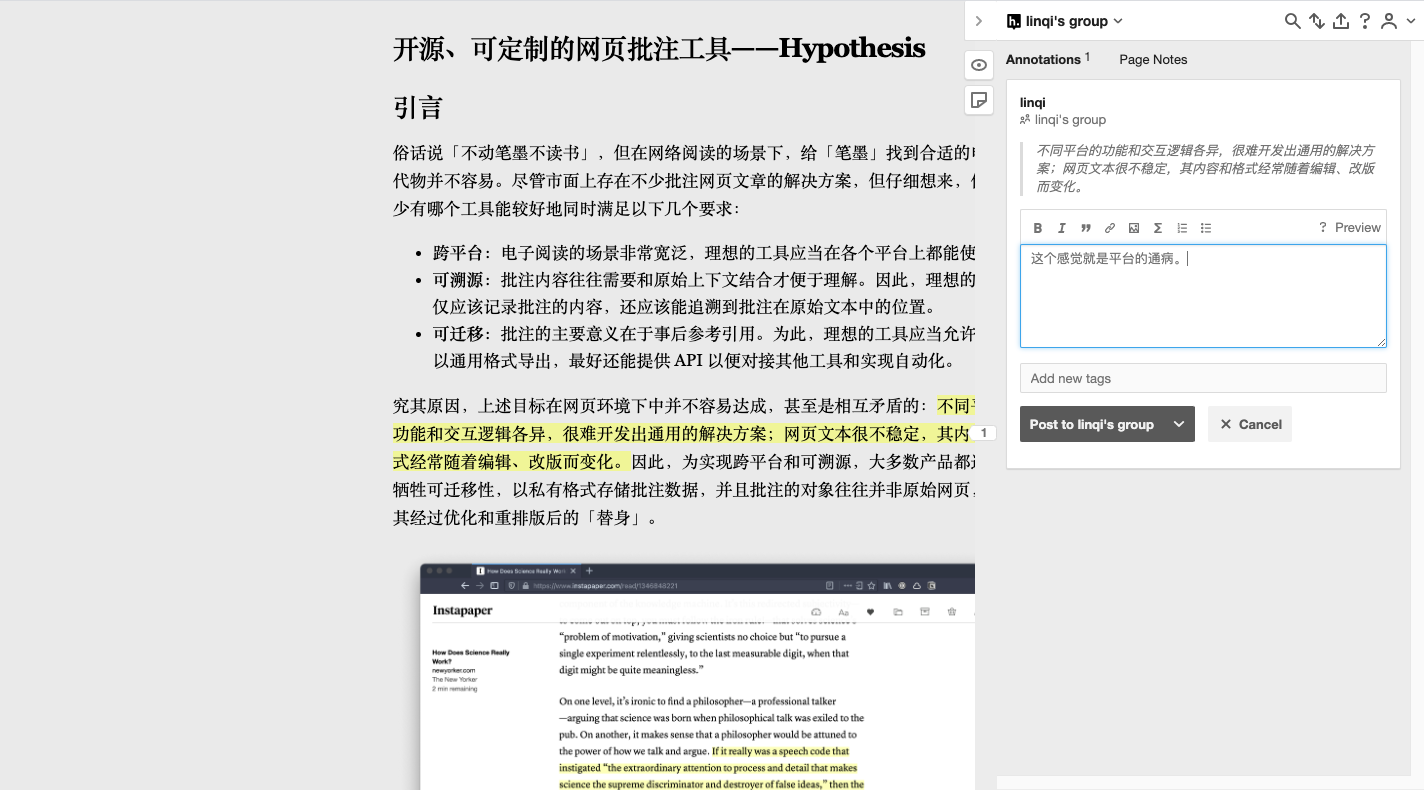 开源、可定制的网页批注工具——Hypothesis
引言
俗话说「不动笔墨不读书」，但在网络阅读的场景下，给「笔墨」找到合适的
代物并不容易。尽管市面上存在不少批注网页文章的解决方案，但仔细想来，
少有哪个工具能较好地同时满足以下几个要求：
• 跨平台：电子阅读的场景非常宽泛，理想的工具应当在各个平台上都能使
• 可溯源：批注内容往往需要和原始上下文结合才便于理解。因此，理想的
仅应该记录批注的内容，还应该能追溯到批注在原始文本中的位置。
• 可迁移：批注的主要意义在于事后参考引用。为此，理想的工具应当允许
以通用格式导出，最好还能提供 API 以便对接其他工具和实现自动化。
究其原因，上述目标在网页环境下中并不容易达成，甚至是相互矛盾的：不同
功能和交互逻辑各异，很难开发出通用的解决方案；网页文本很不稳定，其内
式经常随着编辑、改版而变化。因此，为实现跨平台和可溯源，大多数产品都
牺牲可迁移性，以私有格式存储批注数据，并且批注的对象往往并非原始网页，
其经过优化和重排版后的「替身」。
How Does Science Really Wo
https://www.instapaper.com/read/1346848221
Instapaper
Aa
How Does Science Really
Work?
newyorker.com
The New Yorker
2 min remaining
“problem of motivation,” giving scientists no choice but “to pursue a
single experiment relentlessly, to the last measurable digit, when that
digit might be quite meaningless.”
On one level, it’s ironic to find a philosopher—a professional talker
—arguing that science was born when philosophical talk was exiled to the
pub. On another, it makes sense that a philosopher would be attuned to
the power of how we talk and argue. If it really was a speech code that
instigated “the extraordinary attention to process and detail that makes
science the supreme discriminator and destroyer of false ideas,” then the
1
h. linqi's group
?
Annotations 1
Page Notes
linqi
linqi's group
不同平台的功能和交互逻辑各异，很难开发出通用的解决方
案；网页文本很不稳定，其内容和格式经常随着编辑、改版
而变化。
B I ” Σ ? Preview
这个感觉就是平台的通病。
Add new tags
Post to linqi's group
✕ Cancel